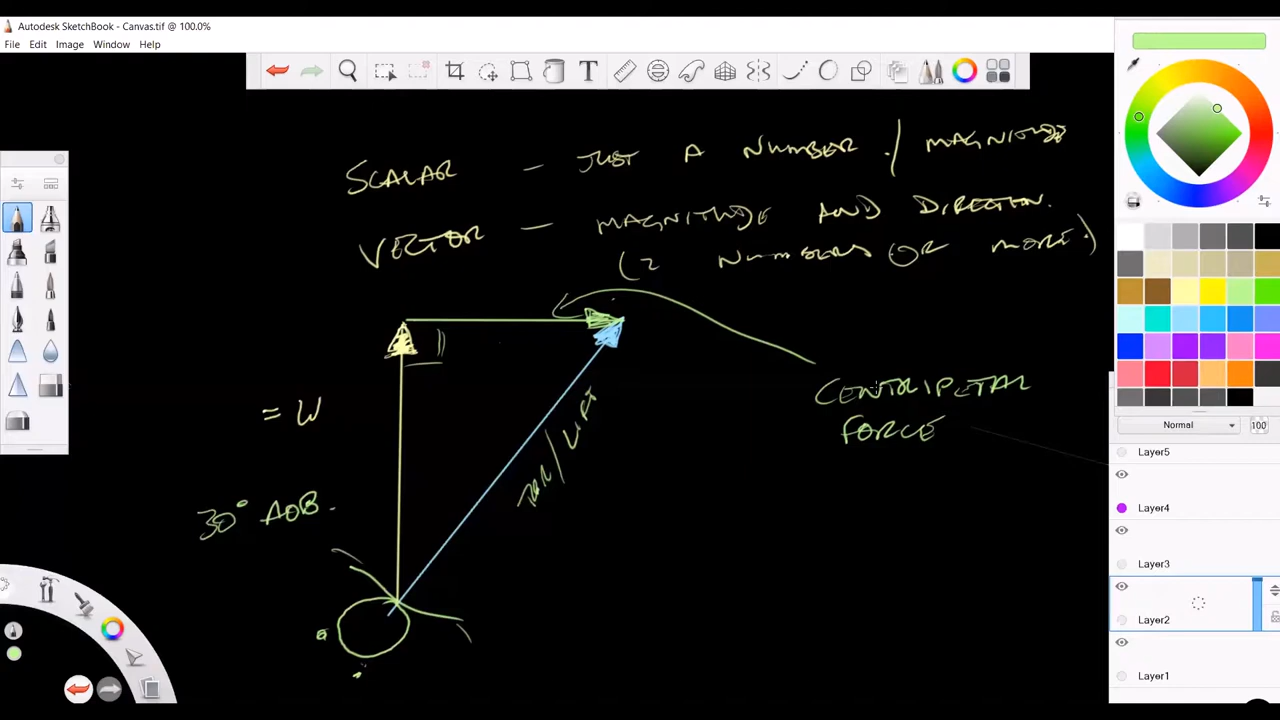 Autodesk SketchBook - Canvas.tif @ 100.0%
File Edit Image Window Help
SCALAR - JUST A NUMBER. / MAGNITUDE
VECTOR - MAGNITUDE AND DIRECTION.
(2 NUMBERS OR MORE.)
= W
CENTRIPETAL
FORCE
/ LIFT
30° AOB.
Normal 100
Layer5
Layer4
Layer3
Layer2
Layer1